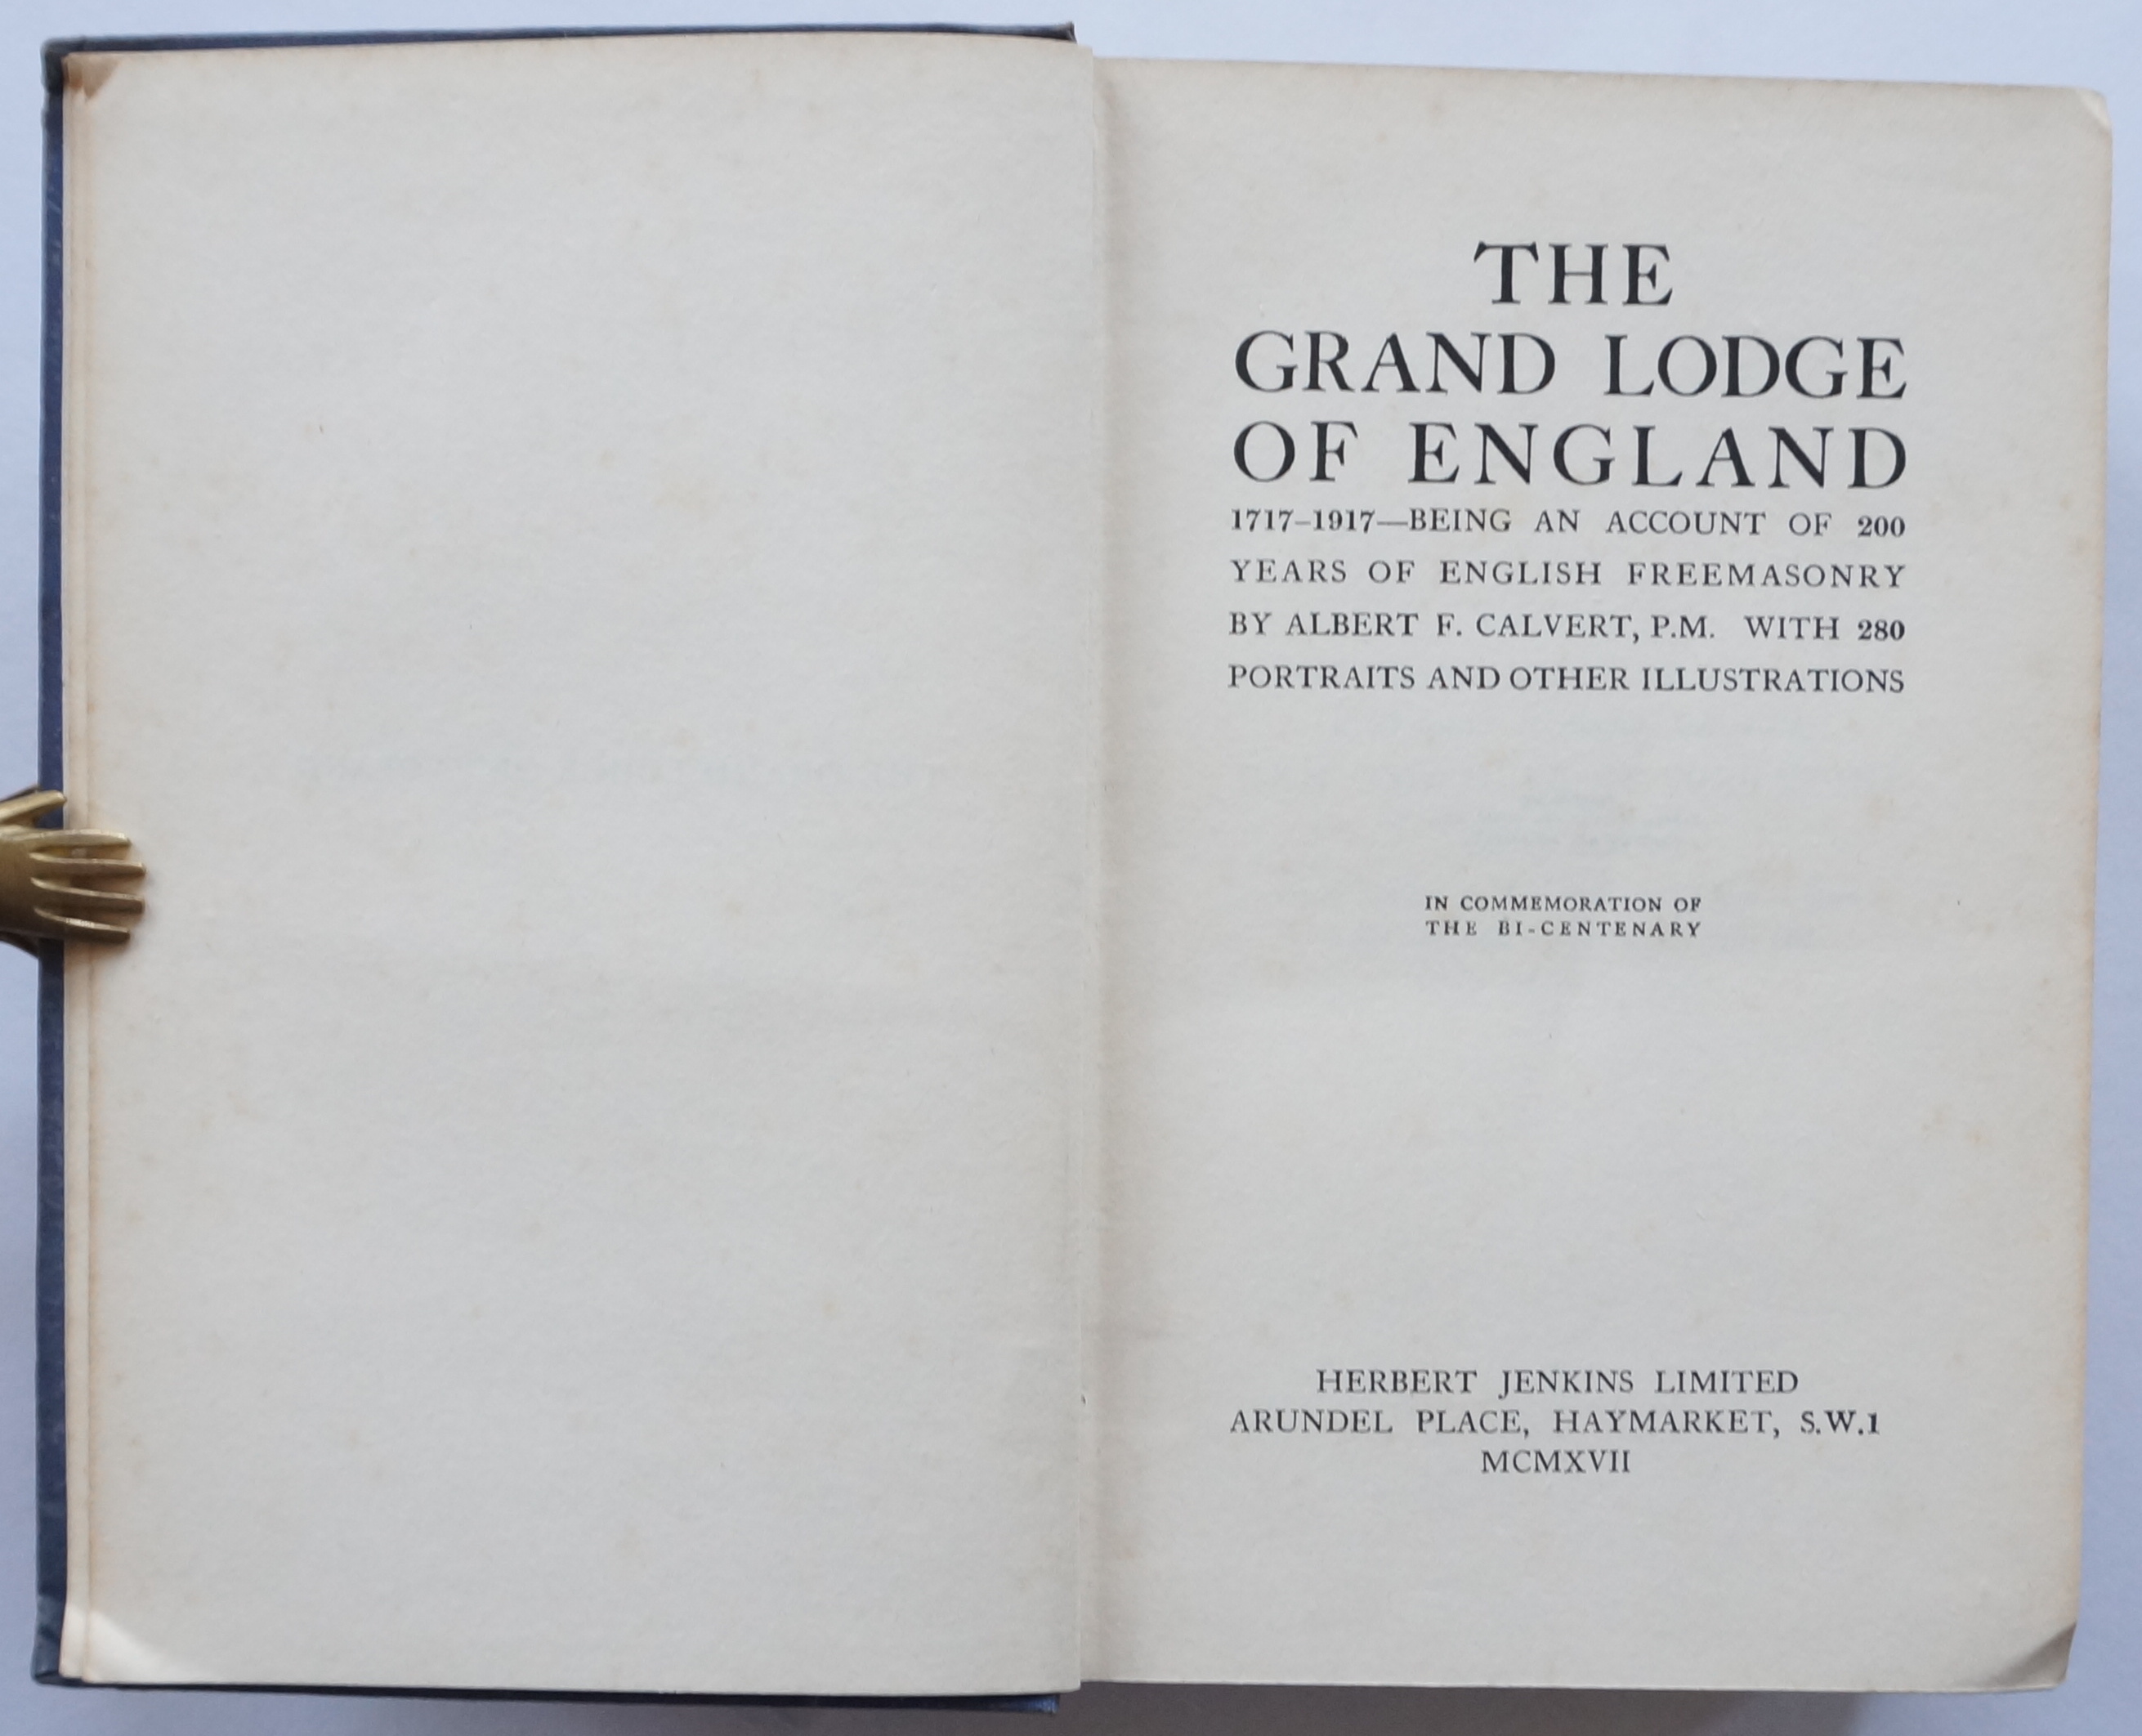 THE
GRAND LODGE
OF ENGLAND
1717–1917—BEING AN ACCOUNT OF 200
YEARS OF ENGLISH FREEMASONRY
BY ALBERT F. CALVERT, P.M. WITH 280
PORTRAITS AND OTHER ILLUSTRATIONS
IN COMMEMORATION OF
THE BI-CENTENARY
HERBERT JENKINS LIMITED
ARUNDEL PLACE, HAYMARKET, S.W.1
MCMXVII